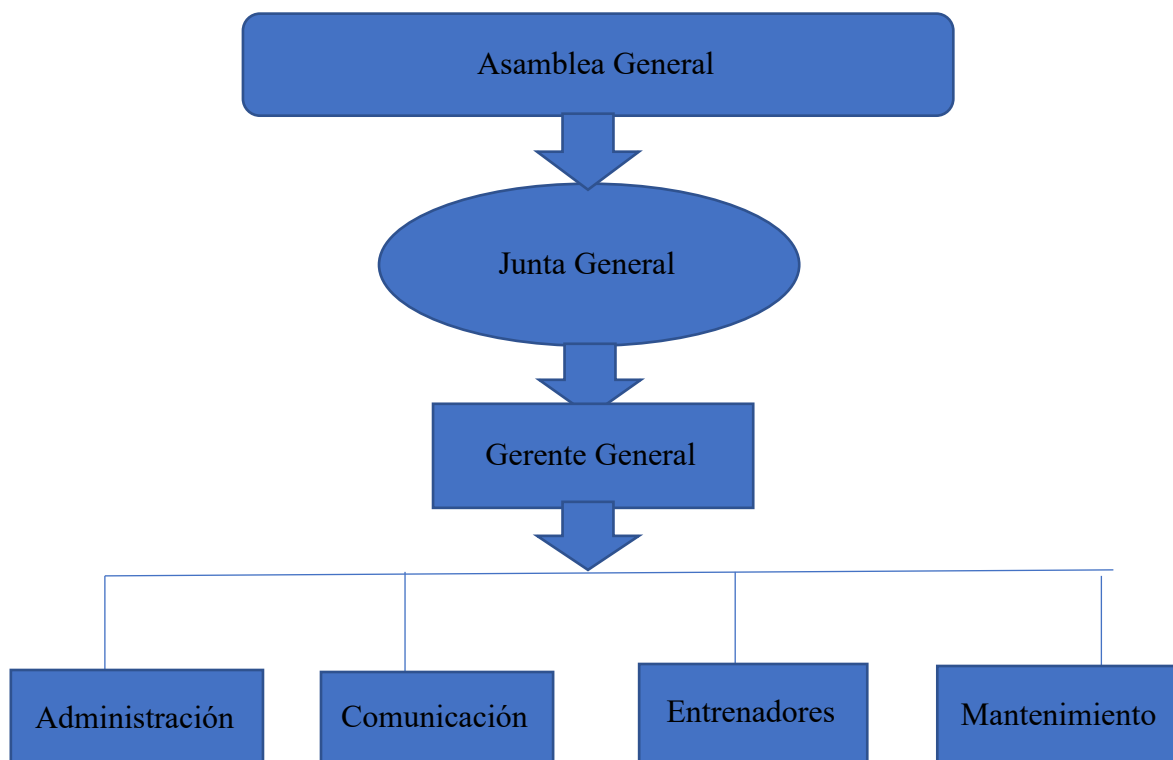 Asamblea General
Junta General
Gerente General
Administración
Comunicación
Entrenadores
Mantenimiento